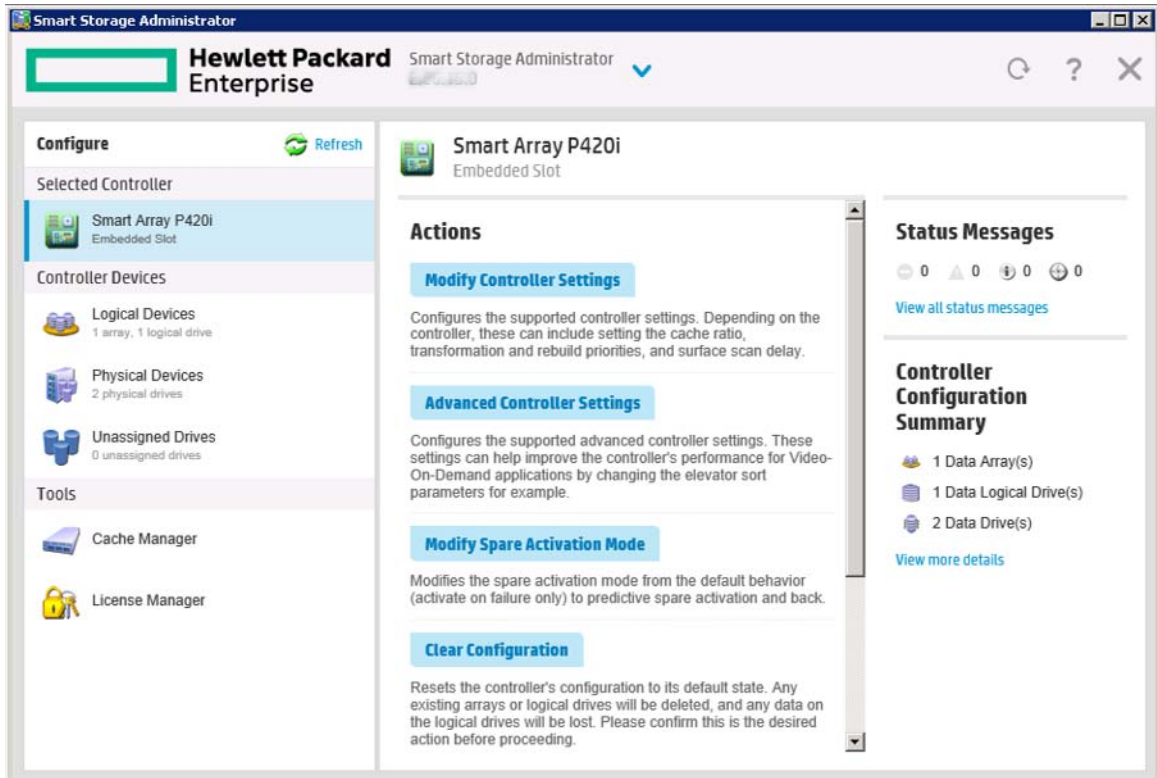 Smart Storage Administrator
Hewlett Packard
Enterprise
Smart Storage Administrator
?
Configure
Refresh
Selected Controller
Smart Array P420i
Embedded Slot
Controller Devices
Logical Devices
1 array, 1 logical drive
Physical Devices
2 physical drives
Unassigned Drives
0 unassigned drives
Tools
Cache Manager
License Manager
Smart Array P420i
Embedded Slot
Actions
Modify Controller Settings
Configures the supported controller settings. Depending on the
controller, these can include setting the cache ratio,
transformation and rebuild priorities, and surface scan delay.
Advanced Controller Settings
Configures the supported advanced controller settings. These
settings can help improve the controller's performance for Video-
On-Demand applications by changing the elevator sort
parameters for example.
Modify Spare Activation Mode
Modifies the spare activation mode from the default behavior
(activate on failure only) to predictive spare activation and back.
Clear Configuration
Resets the controller's configuration to its default state. Any
existing arrays or logical drives will be deleted, and any data on
the logical drives will be lost. Please confirm this is the desired
action before proceeding.
Status Messages
0 0 0 0
View all status messages
Controller
Configuration
Summary
1 Data Array(s)
1 Data Logical Drive(s)
2 Data Drive(s)
View more details